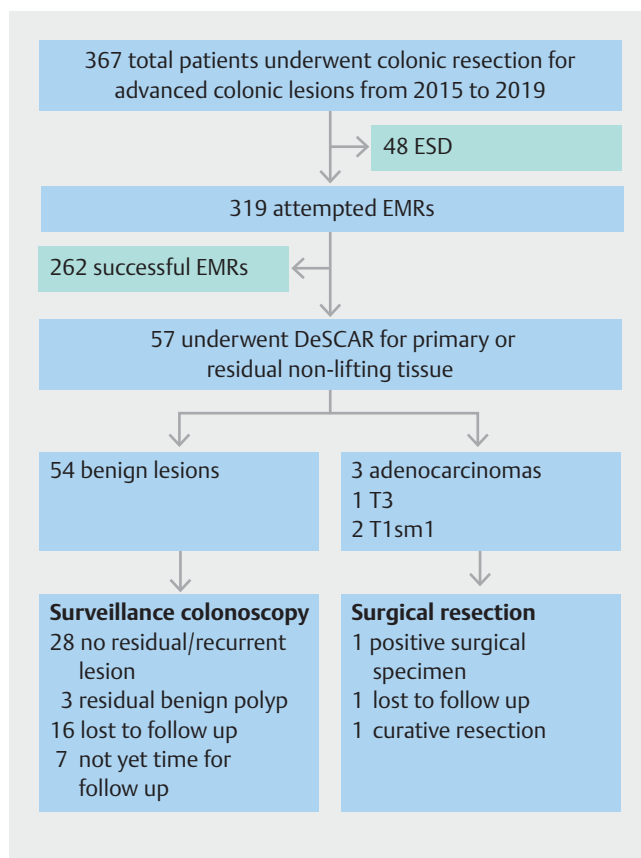 367 total patients underwent colonic resection for
advanced colonic lesions from 2015 to 2019
48 ESD
319 attempted EMRs
262 successful EMRs
57 underwent DeSCAR for primary or
residual non-lifting tissue
54 benign lesions
3 adenocarcinomas
1 T3
2 T1sm1
Surveillance colonoscopy
28 no residual/recurrent
lesion
3 residual benign polyp
16 lost to follow up
7 not yet time for
follow up
Surgical resection
1 positive surgical
specimen
1 lost to follow up
1 curative resection